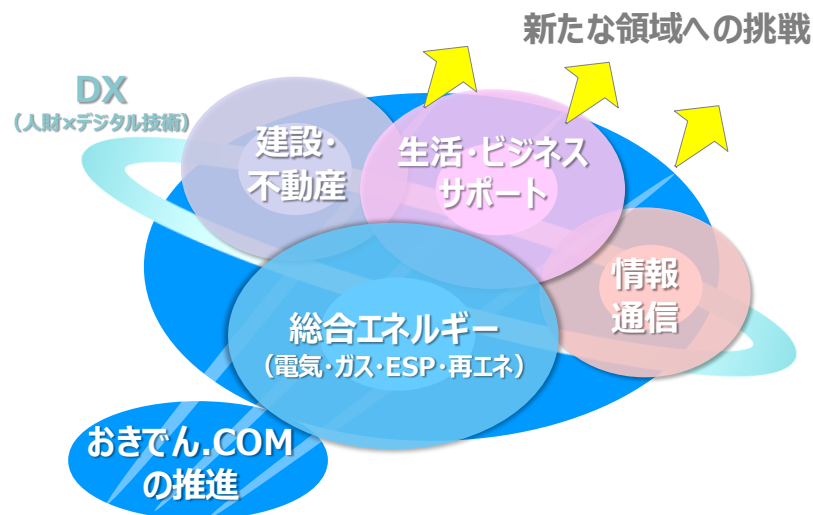 新たな領域への挑戦
DX
(人財×デジタル技術)
建設・
不動産
生活・ビジネス
サポート
情報
通信
総合エネルギー
(電気・ガス・ESP・再エネ)
おきでん.COM
の推進